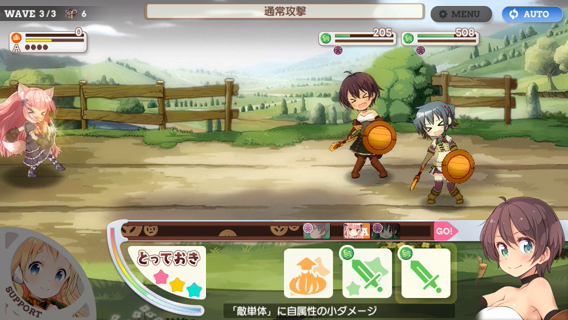 WAVE 3/3
6
通常攻撃
MENU
AUTO
0
A
205
508
A
GO!
とっておき
SUPPORT
「敵単体」に自属性の小ダメージ